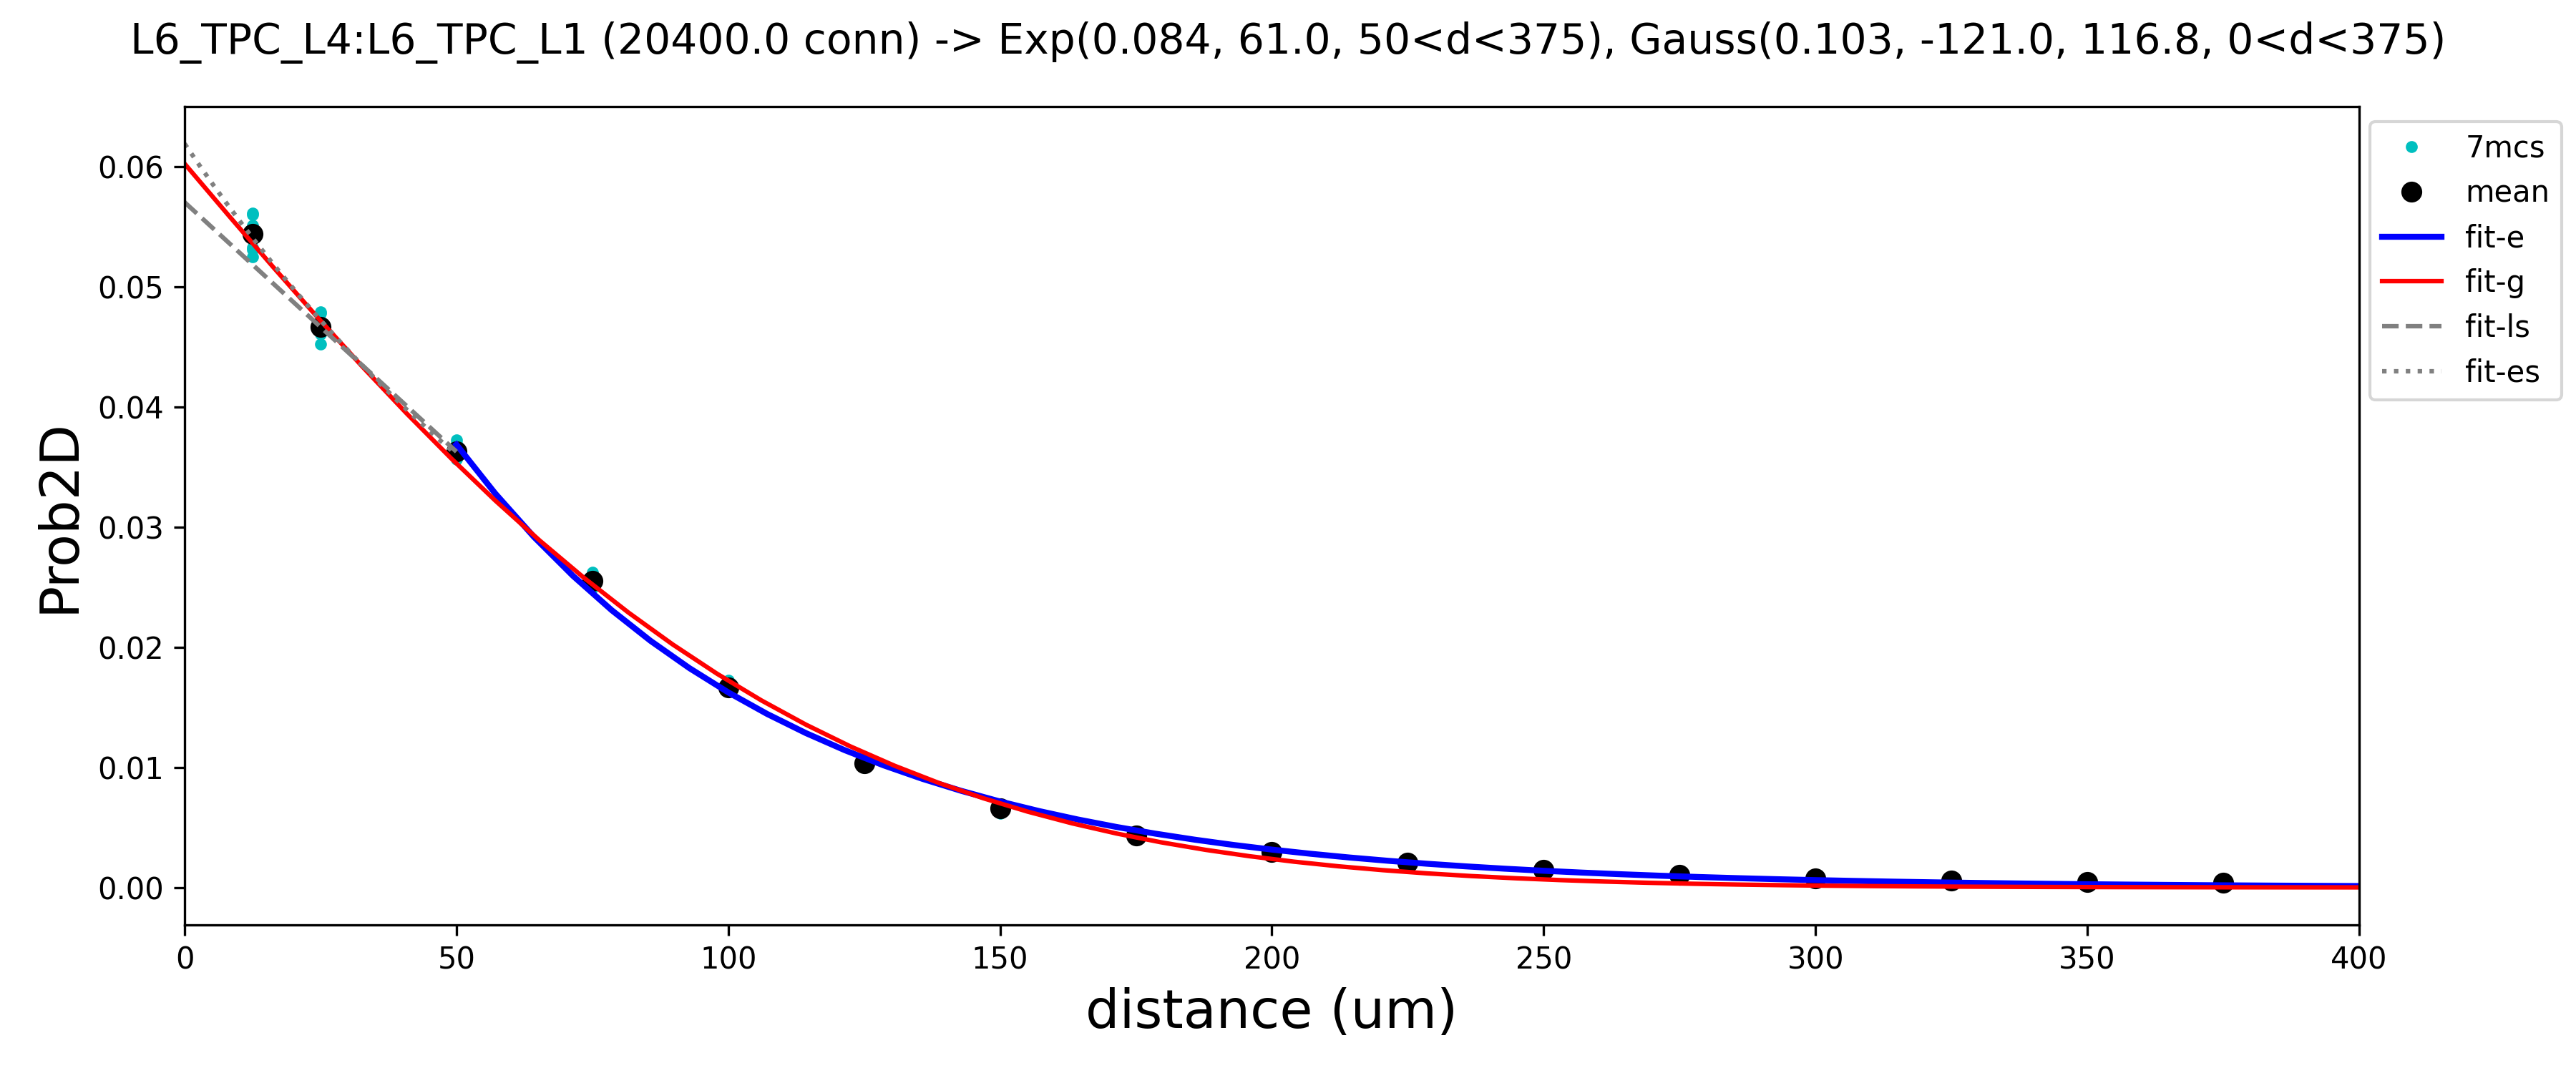 L6_TPC_L4:L6_TPC_L1 (20400.0 conn) -> Exp(0.084, 61.0, 50<d<375), Gauss(0.103, -121.0, 116.8, 0<d<375)
0.06
0.05
0.04
0.03
0.02
0.01
0.00
Prob2D
0 50 100 150 200 250 300 350 400
distance (um)
7mcs
mean
fit-e
fit-g
fit-ls
fit-es